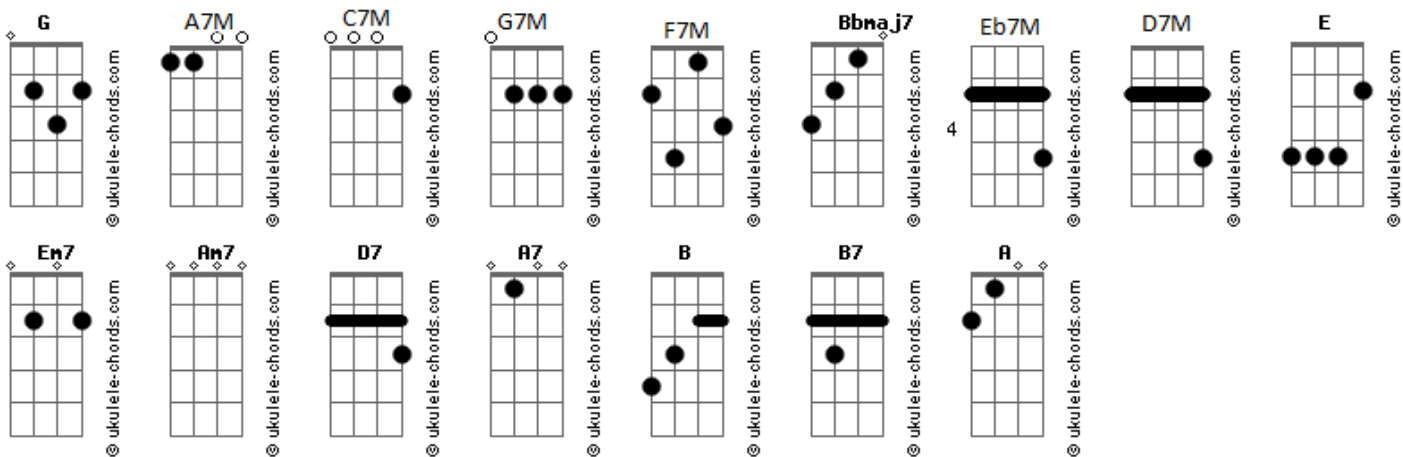 G A7M C7M G7M F7M Bbmaj7 Eb7M D7M E
4
© ukulele-chords.com © ukulele-chords.com © ukulele-chords.com © ukulele-chords.com © ukulele-chords.com © ukulele-chords.com © ukulele-chords.com © ukulele-chords.com © ukulele-chords.com
Em7 Am7 D7 A7 B B7 A
© ukulele-chords.com © ukulele-chords.com © ukulele-chords.com © ukulele-chords.com © ukulele-chords.com © ukulele-chords.com © ukulele-chords.com